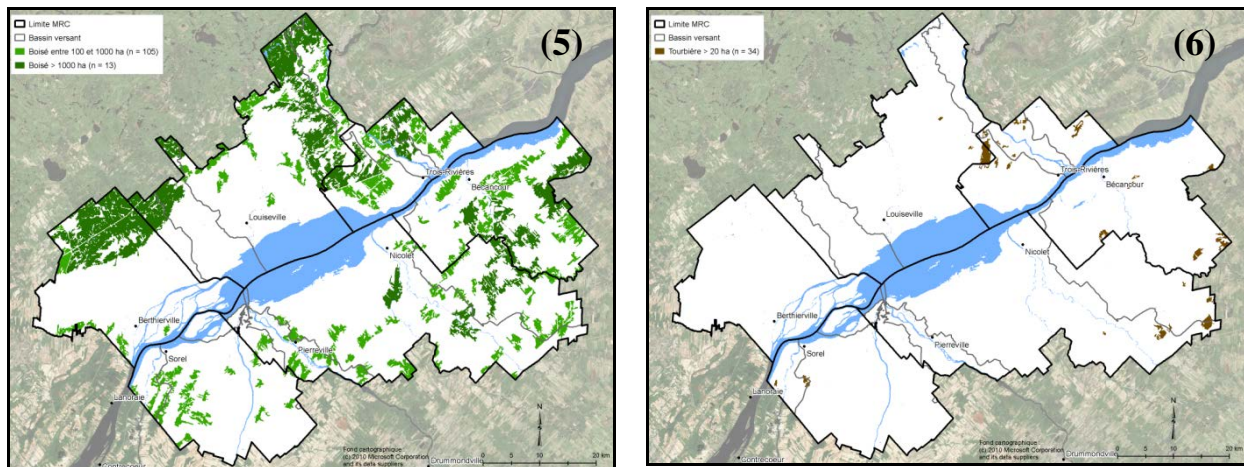 Limite MRC
Bassin versant
Boisé entre 100 et 1000 ha (n = 105)
Boisé > 1000 ha (n = 13)
(5)
Trois-Rivières
Bécancour
Louiseville
Nicolet
Berthierville
Sorel
Pierreville
Lanoraie
Contrecoeur
Drummondville
Fond cartographique:
(c) 2010 Microsoft Corporation
and its data suppliers
N
0 10 20 km
Limite MRC
Bassin versant
Tourbière > 20 ha (n = 34)
(6)
Trois-Rivières
Bécancour
Louiseville
Nicolet
Berthierville
Sorel
Pierreville
Lanoraie
Contrecoeur
Drummondville
Fond cartographique:
(c) 2010 Microsoft Corporation
and its data suppliers
N
0 10 20 km